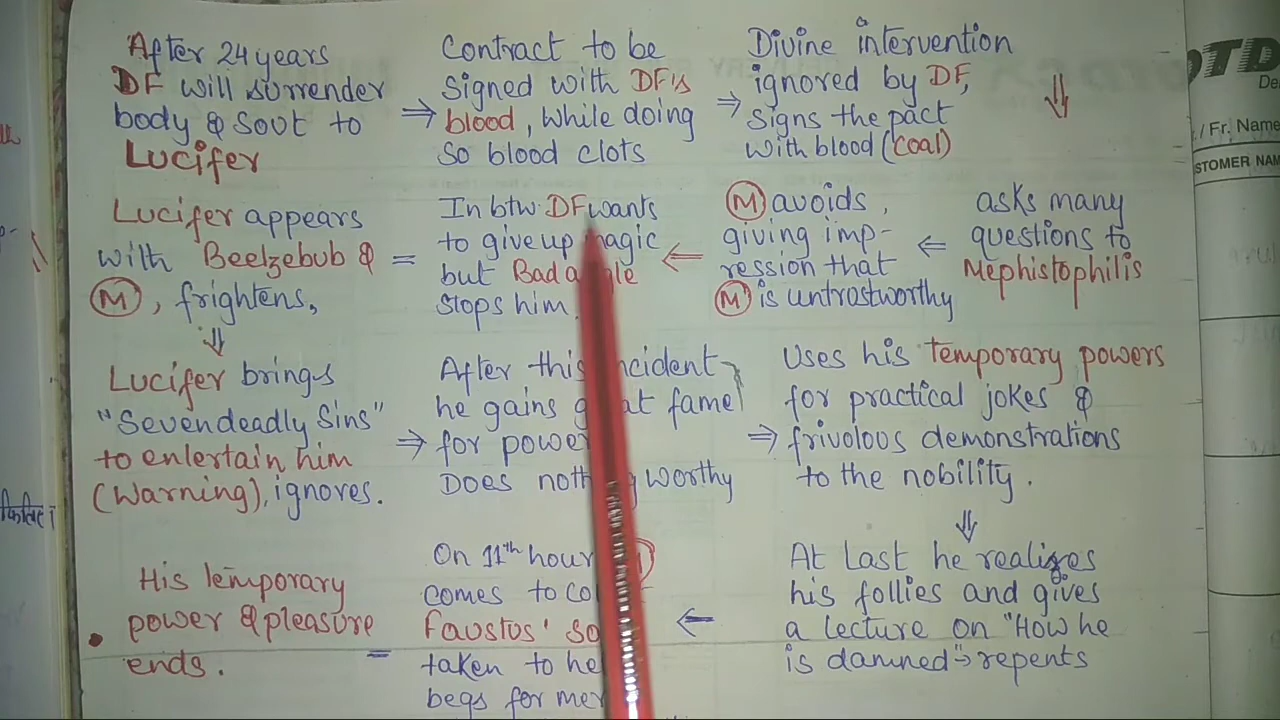 After 24 years
DF will surrender
body & Soul to
Lucifer
⇒
Contract to be
Signed with DF's
blood, while doing
so blood clots
⇒
Divine intervention
ignored by DF,
Signs the pact
with blood (coal)
⇓
asks many
questions to
Mephistophilis
⇐
M avoids,
giving imp-
ression that
M is untrustworthy
⇐
In btw DF wants
to give up
but Bad
Stops him
=
Lucifer appears
with Beelzebub &
M, frightens,
⇓
Lucifer brings
"Sevendeadly Sins"
to entertain him
(Warning), ignores.
⇒
After this
he gains fame
for
Does worthy
⇒
Uses his temporary powers
for practical jokes &
frivolous demonstrations
to the nobility.
⇓
At Last he realizes
his follies and gives
a lecture on "How he
is damned" repents
⇐
On 11th hour
comes to
Faustus'
taken to
begs for
=
His temporary
power & pleasure
ends.
OTD
/ Fr. Name
STOMER NAM